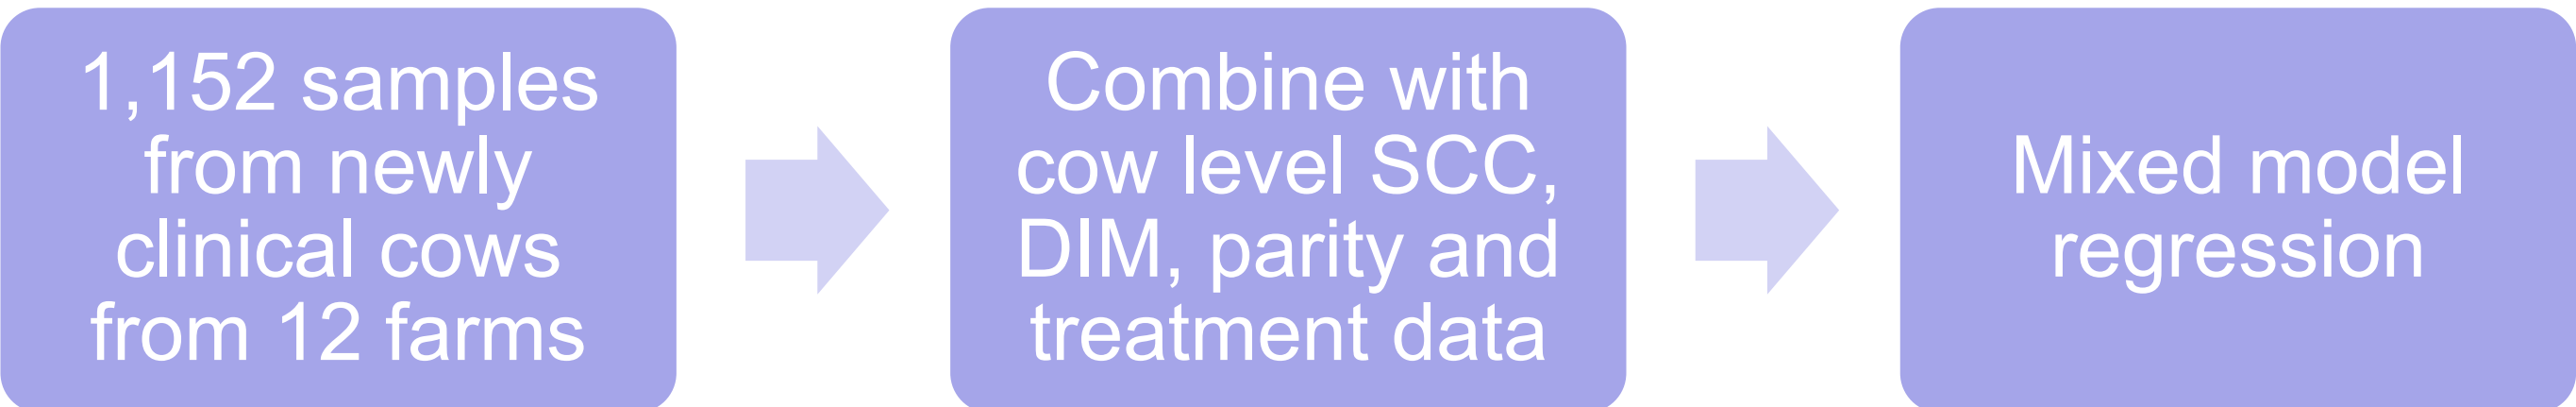 1,152 samples
from newly
clinical cows
from 12 farms
Combine with
cow level SCC,
DIM, parity and
treatment data
Mixed model
regression